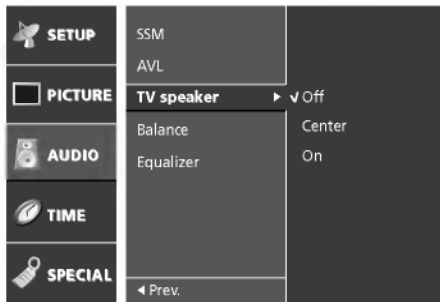 SETUP
PICTURE
AUDIO
TIME
SPECIAL
SSM
AVL
TV speaker ▶
Balance
Equalizer
◀ Prev.
√ Off
Center
On